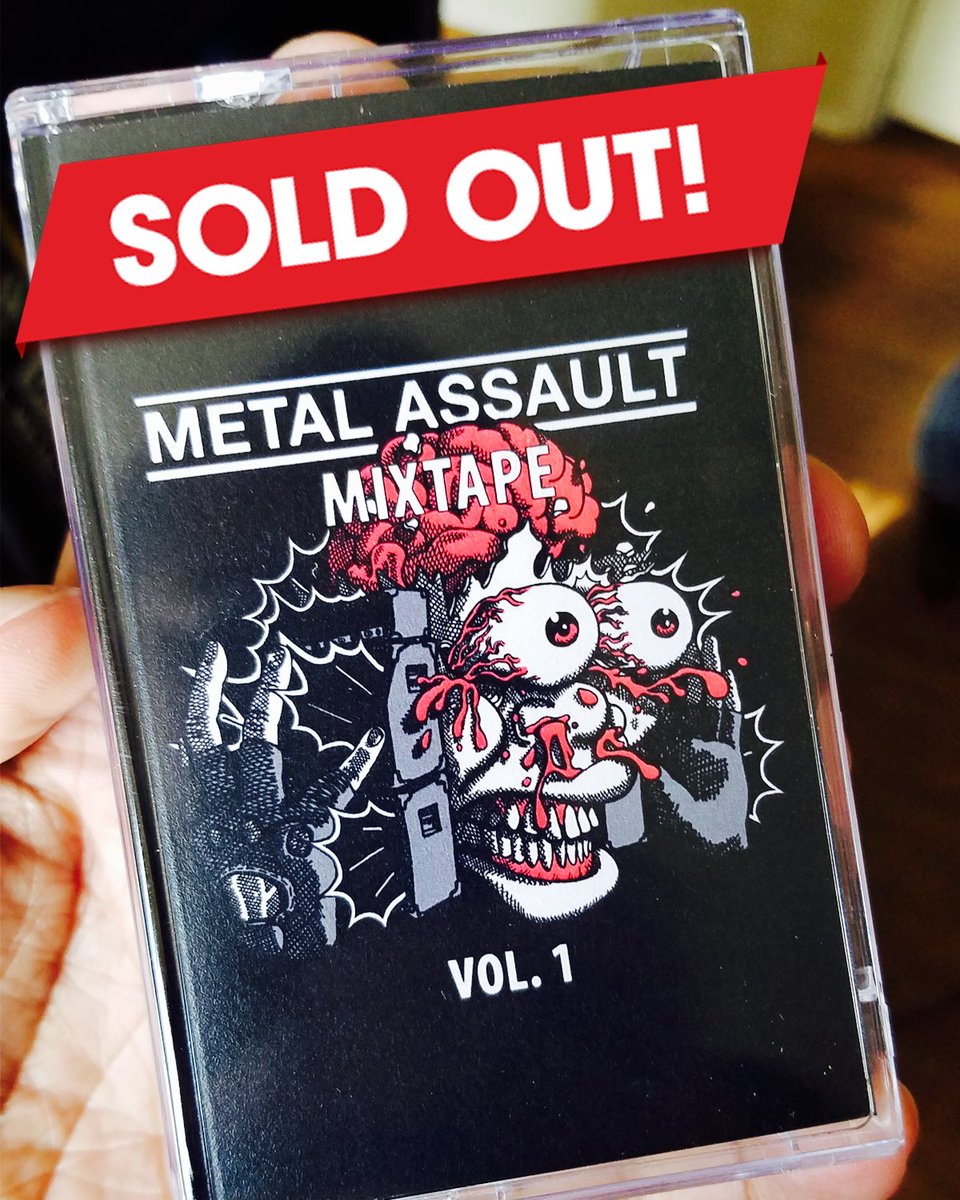 SOLD OUT!
METAL ASSAULT
MIXTAPE
VOL. 1